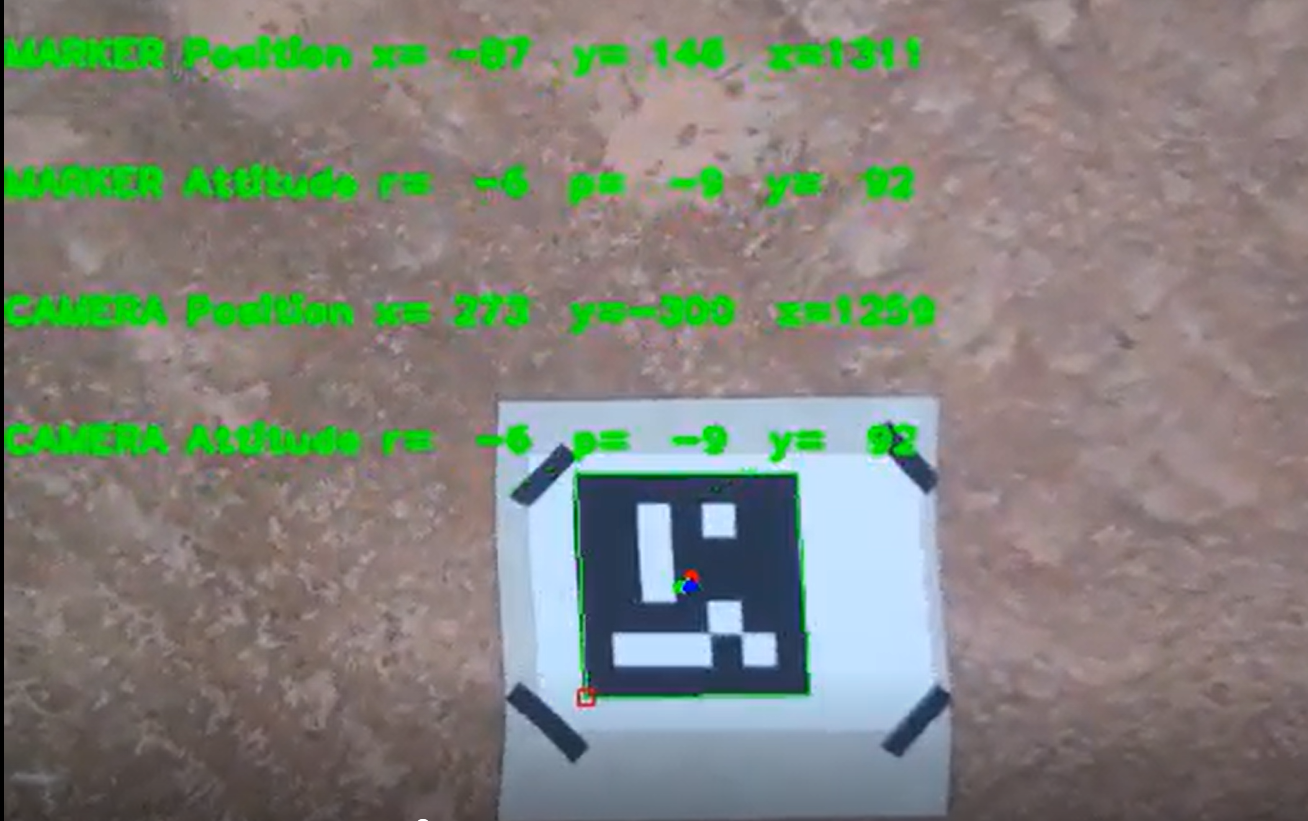 MARKER Position x= -87 y= 146 z=1311
MARKER Attitude r= -6 p= -9 y= 92
CAMERA Position x= 273 y=-300 z=1259
CAMERA Attitude r= -6 p= -9 y= 92